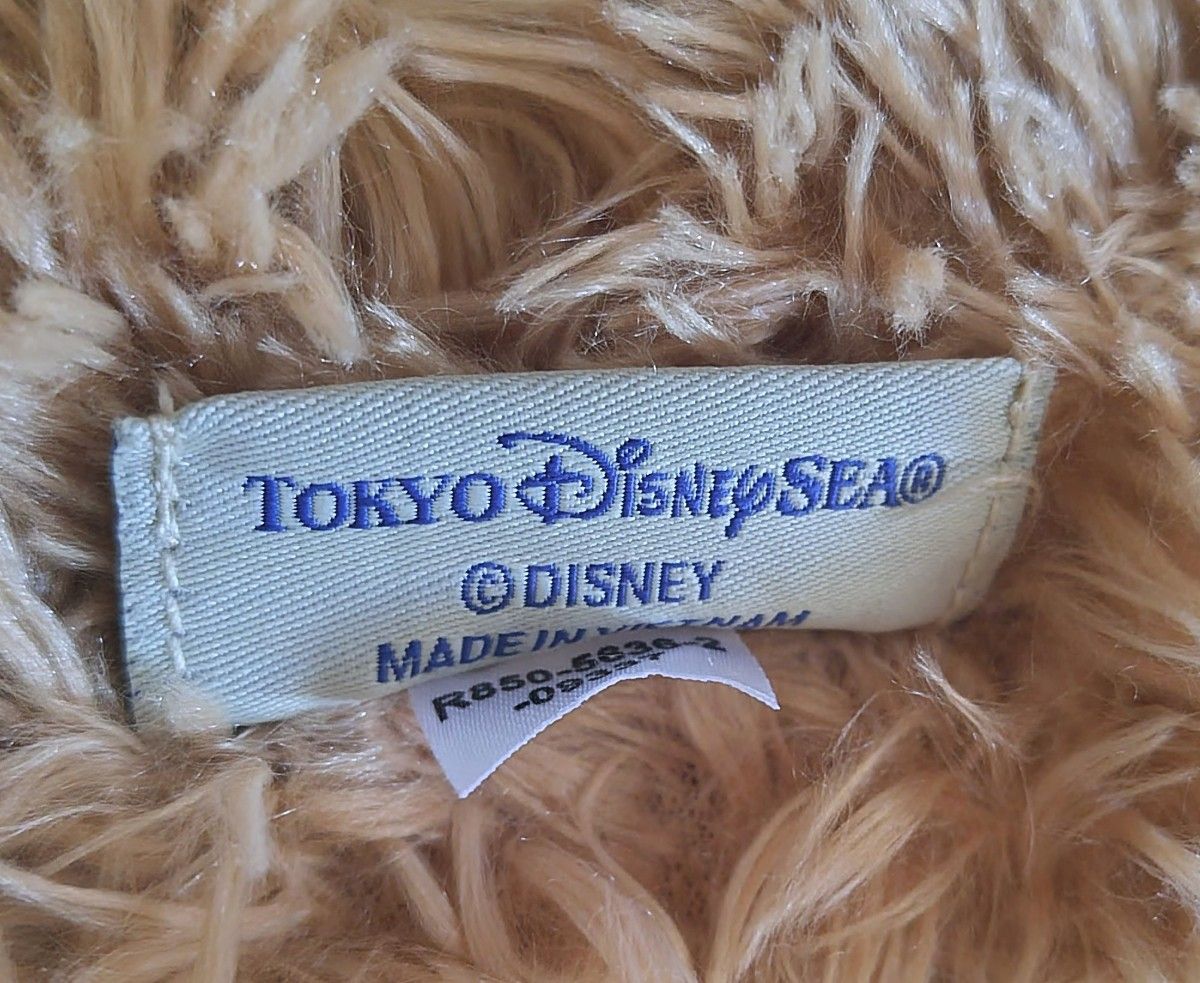 TOKYO DISNEYSEA®
©DISNEY
MADE IN VIETNAM
R850-5636-2